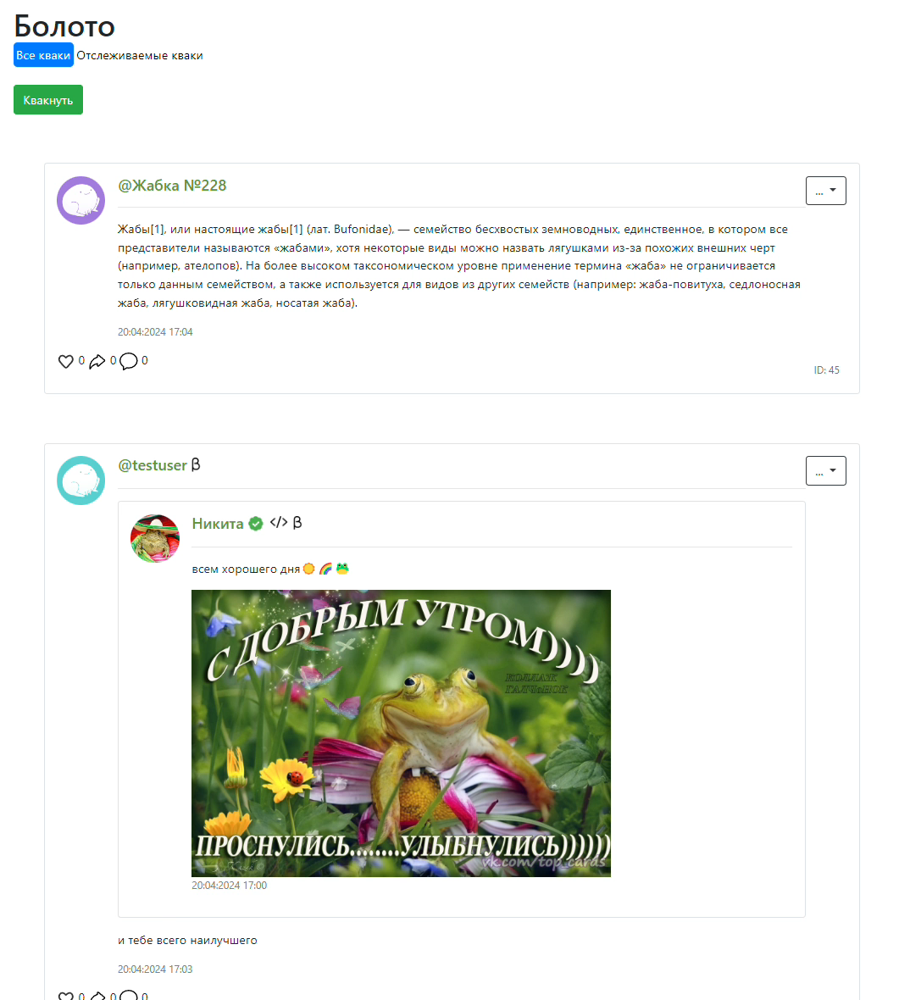 Болото
Все кваки Отслеживаемые кваки
Квакнуть
@Жабка №228
...
Жабы[1], или настоящие жабы[1] (лат. Bufonidae), — семейство бесхвостых земноводных, единственное, в котором все
представители называются «жабами», хотя некоторые виды можно назвать лягушками из-за похожих внешних черт
(например, ателопов). На более высоком таксономическом уровне применение термина «жаба» не ограничивается
только данным семейством, а также используется для видов из других семейств (например: жаба-повитуха, седлоносная
жаба, лягушковидная жаба, носатая жаба).
20:04:2024 17:04
0 0 0
ID: 45
@testuser β
...
Никита </> β
всем хорошего дня☀️🌈🐸
С ДОБРЫМ УТРОМ))))
КОЛЛАЖ
ГАЛЧоНОК
ПРОСНУЛИСЬ........УЛЫБНУЛИСЬ))))))
vk.com/top_cards
20:04:2024 17:00
и тебе всего наилучшего
20:04:2024 17:03
0 0 0